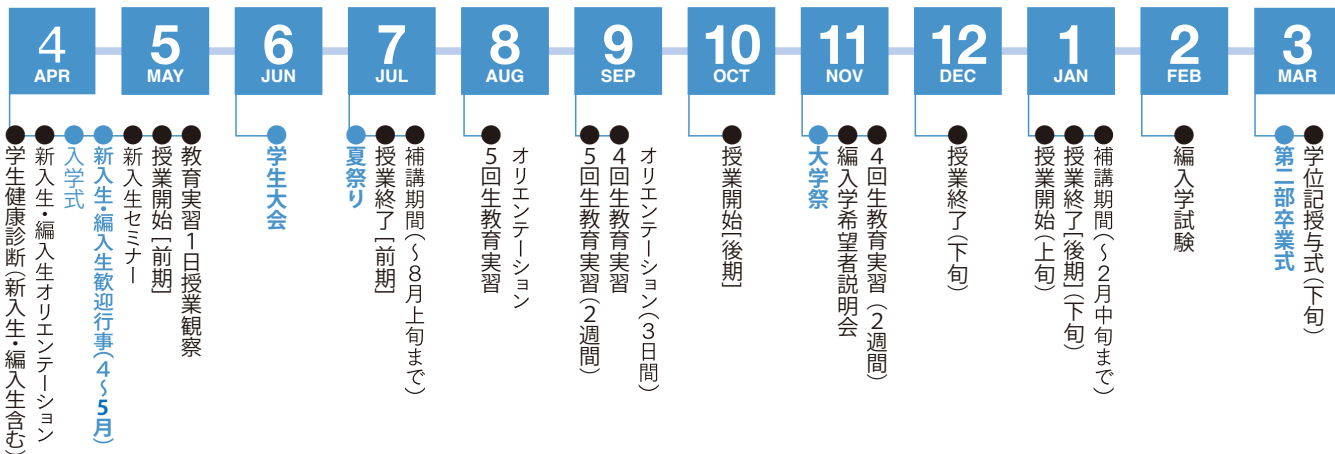 4
APR
5
MAY
6
JUN
7
JUL
8
AUG
9
SEP
10
OCT
11
NOV
12
DEC
1
JAN
2
FEB
3
MAR
学生健康診断(新入生・編入生含む)
新入生・編入生オリエンテーション
入学式
新入生・編入生歓迎行事(4〜5月)
新入生セミナー
授業開始[前期]
教育実習1日授業観察
学生大会
夏祭り
授業終了[前期]
補講期間(〜8月上旬まで)
5回生教育実習
オリエンテーション
5回生教育実習(2週間)
4回生教育実習
オリエンテーション(3日間)
授業開始[後期]
大学祭
編入学希望者説明会
4回生教育実習(2週間)
授業終了(下旬)
授業開始(上旬)
授業終了[後期](下旬)
補講期間(〜2月中旬まで)
編入学試験
第二部卒業式
学位記授与式(下旬)